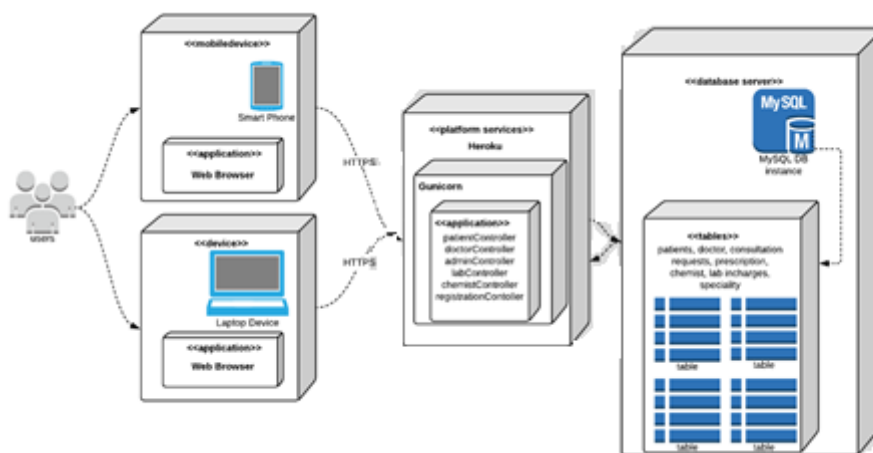 <<mobiledevice>>
Smart Phone
<<application>>
Web Browser
users
<<device>>
Laptop Device
<<application>>
Web Browser
HTTPS
HTTPS
<<platform services>>
Heroku
Gunicorn
<<application>>
patientController
doctorController
adminController
labController
chemistController
registrationContoller
<<database server>>
MySQL
M
MySQL DB
instance
<<tables>>
patients, doctor, consultation
requests, prescription,
chemist, lab incharges,
speciality
table
table
table
table